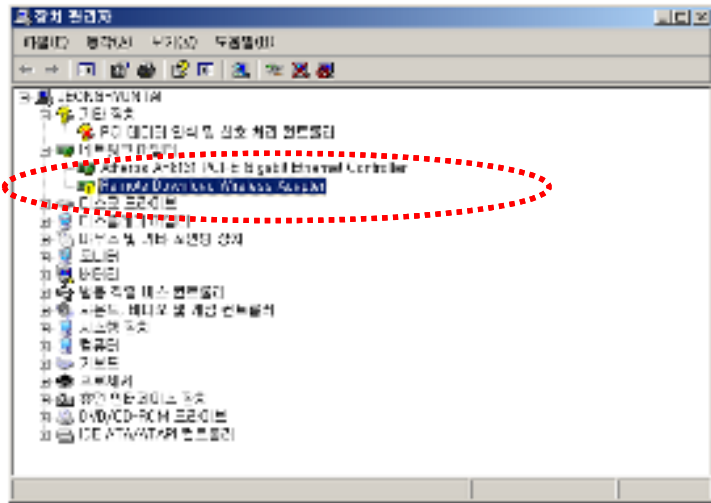 장치 관리자
파일(F) 동작(A) 보기(V) 도움말(H)
JEONGHYUNTAI
기타 장치
PCI 데이터 인식 및 신호 처리 컨트롤러
네트워크 어댑터
Atheros AR8131 PCI-E Gigabit Ethernet Controller
Remote Download Wireless Adapter
디스크 드라이브
디스플레이 어댑터
마우스 및 기타 포인팅 장치
모니터
배터리
범용 직렬 버스 컨트롤러
사운드, 비디오 및 게임 컨트롤러
시스템 장치
컴퓨터
키보드
프로세서
휴먼 인터페이스 장치
DVD/CD-ROM 드라이브
IDE ATA/ATAPI 컨트롤러